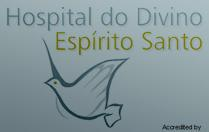 Hospital do Divino
Espírito Santo
Accredited by